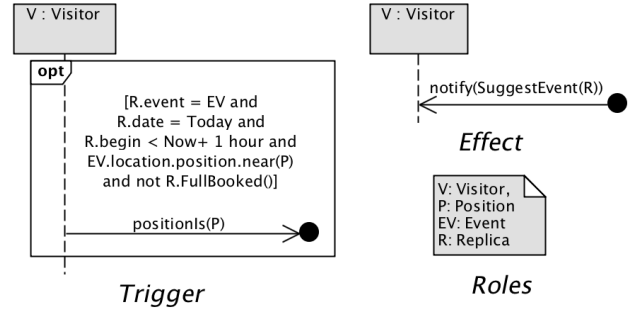 V : Visitor
opt
[R.event = EV and
R.date = Today and
R.begin < Now+ 1 hour and
EV.location.position.near(P)
and not R.FullBooked()]
positionIs(P)
Trigger
V : Visitor
notify(SuggestEvent(R))
Effect
V: Visitor,
P: Position
EV: Event
R: Replica
Roles